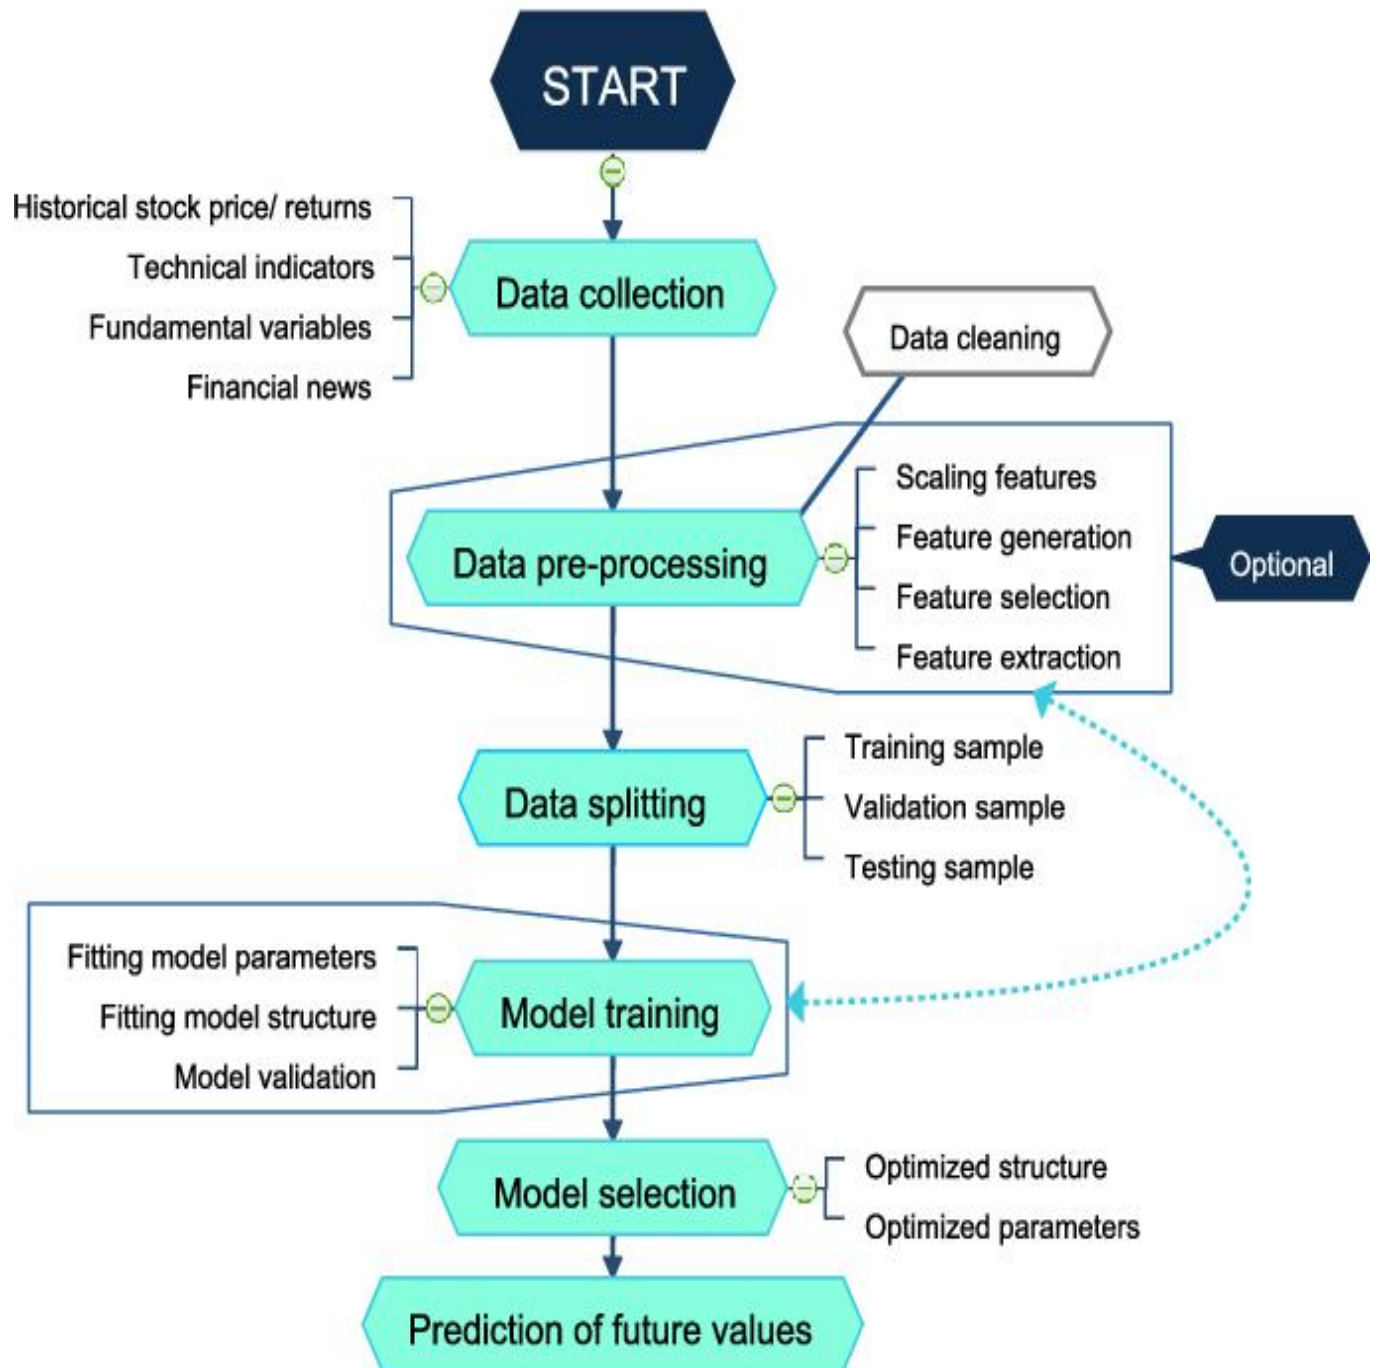 START
Historical stock price/ returns
Technical indicators
Fundamental variables
Financial news
Data collection
Data cleaning
Data pre-processing
Scaling features
Feature generation
Feature selection
Feature extraction
Optional
Data splitting
Training sample
Validation sample
Testing sample
Fitting model parameters
Fitting model structure
Model validation
Model training
Model selection
Optimized structure
Optimized parameters
Prediction of future values